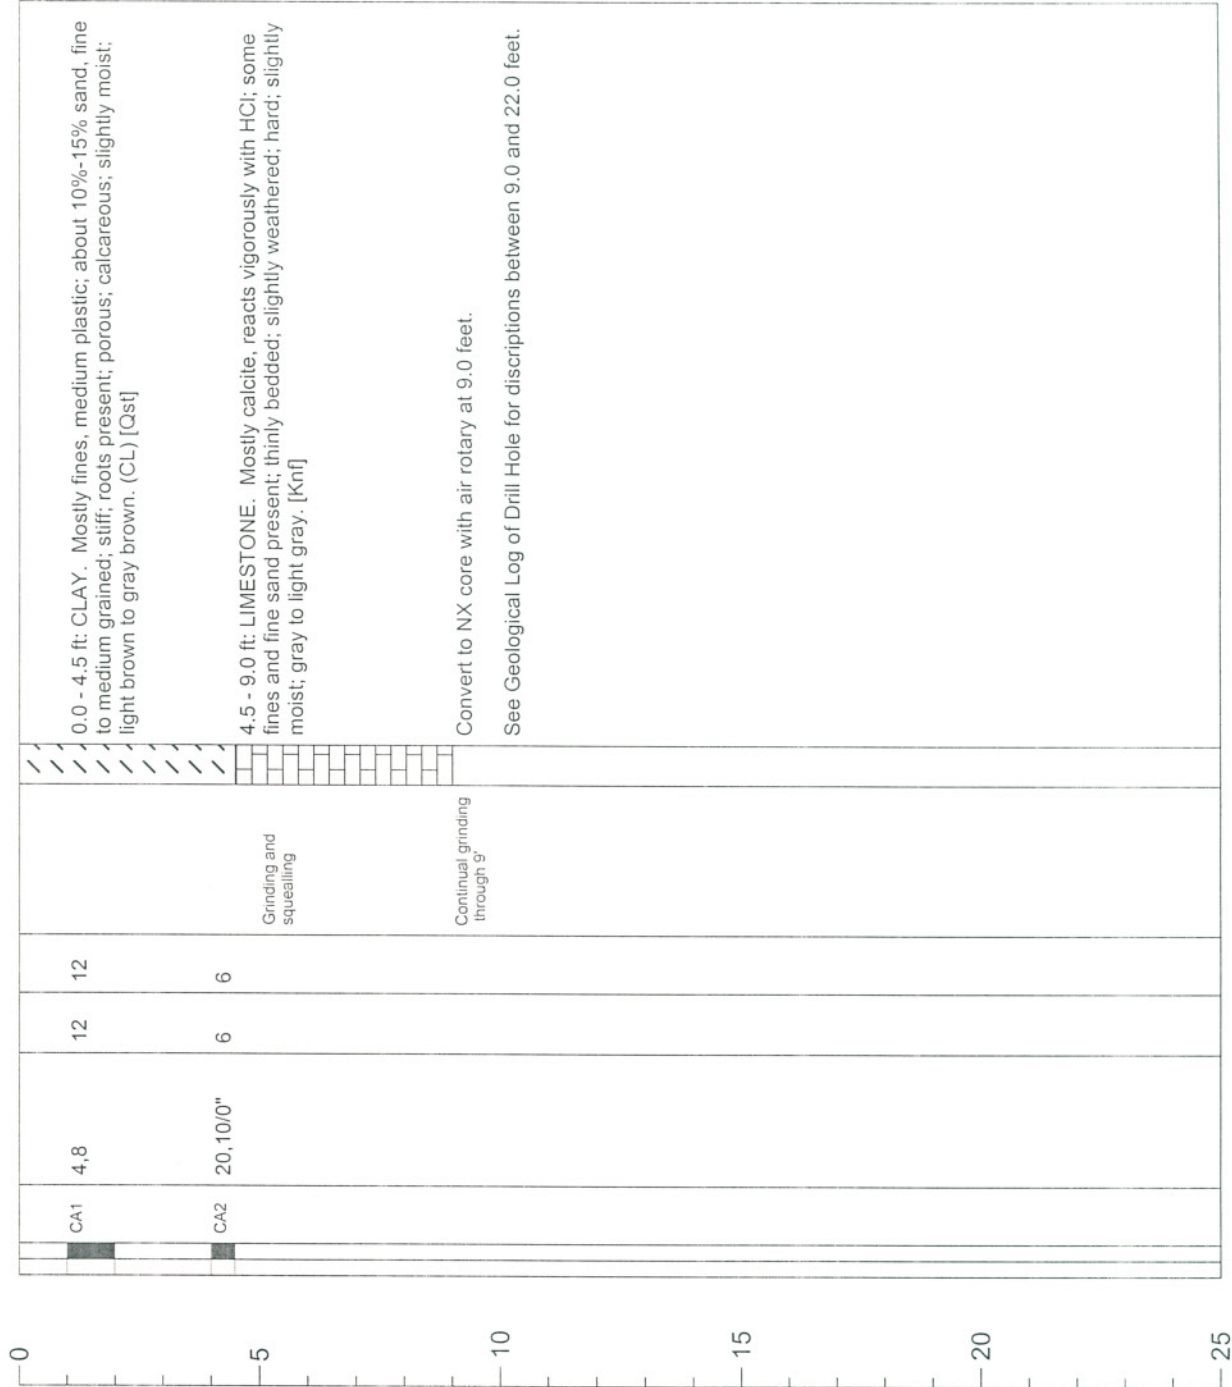 0.0 - 4.5 ft: CLAY. Mostly fines, medium plastic; about 10%-15% sand, fine
to medium grained; stiff; roots present; porous; calcareous; slightly moist;
light brown to gray brown. (CL) [Qst]
4.5 - 9.0 ft: LIMESTONE. Mostly calcite, reacts vigorously with HCl; some
fines and fine sand present; thinly bedded; slightly weathered; hard; slightly
moist; gray to light gray. [Knf]
Convert to NX core with air rotary at 9.0 feet.
See Geological Log of Drill Hole for discriptions between 9.0 and 22.0 feet.
Grinding and
squealling
Continual grinding
through 9'
12
6
12
6
4,8
20,10/0"
CA1
CA2
0
5
10
15
20
25